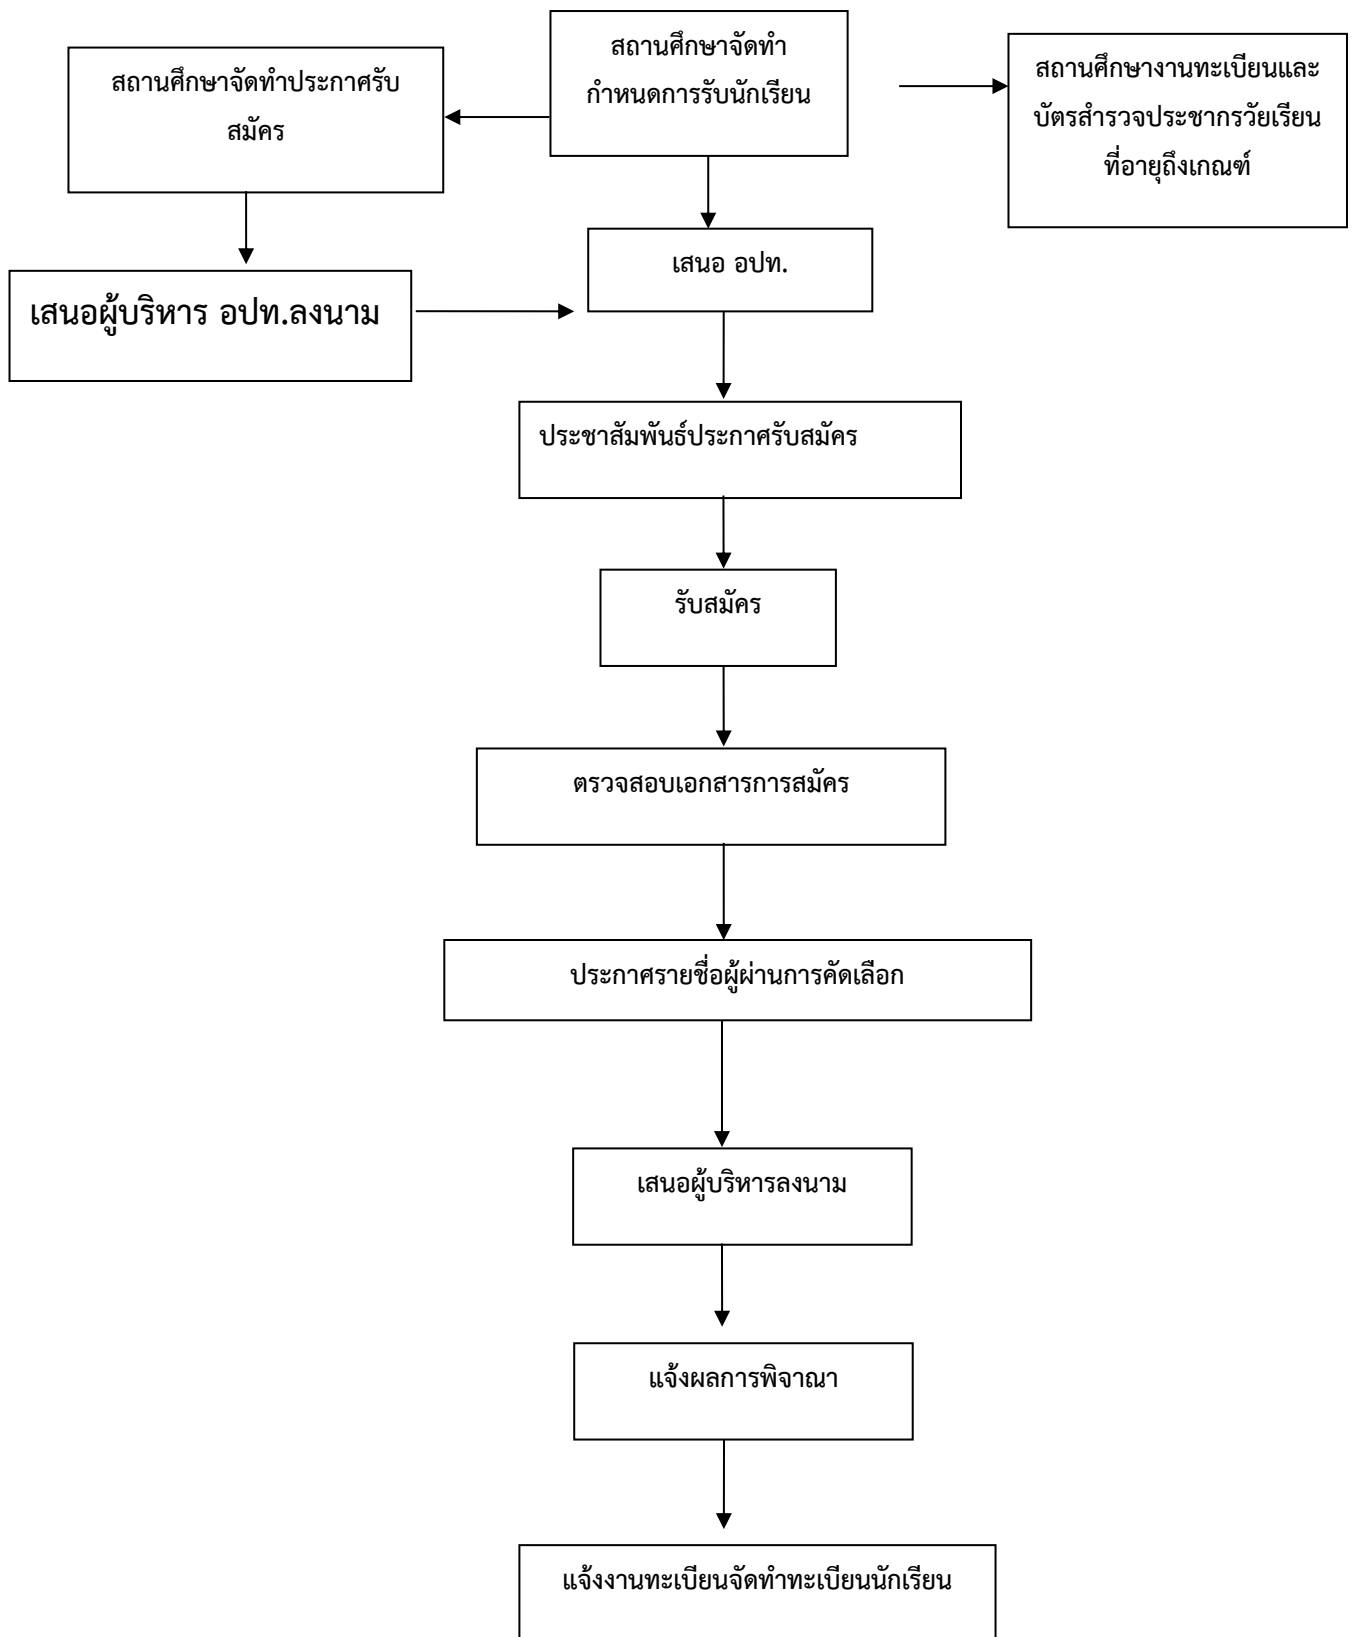 สถานศึกษาจัดทำ
กำหนดการรับนักเรียน
สถานศึกษาจัดทำประกาศรับ
สมัคร
สถานศึกษางานทะเบียนและ
บัตรสำรวจประชากรวัยเรียน
ที่อายุถึงเกณฑ์
เสนอ อปท.
เสนอผู้บริหาร อปท.ลงนาม
ประชาสัมพันธ์ประกาศรับสมัคร
รับสมัคร
ตรวจสอบเอกสารการสมัคร
ประกาศรายชื่อผู้ผ่านการคัดเลือก
เสนอผู้บริหารลงนาม
แจ้งผลการพิจาณา
แจ้งงานทะเบียนจัดทำทะเบียนนักเรียน